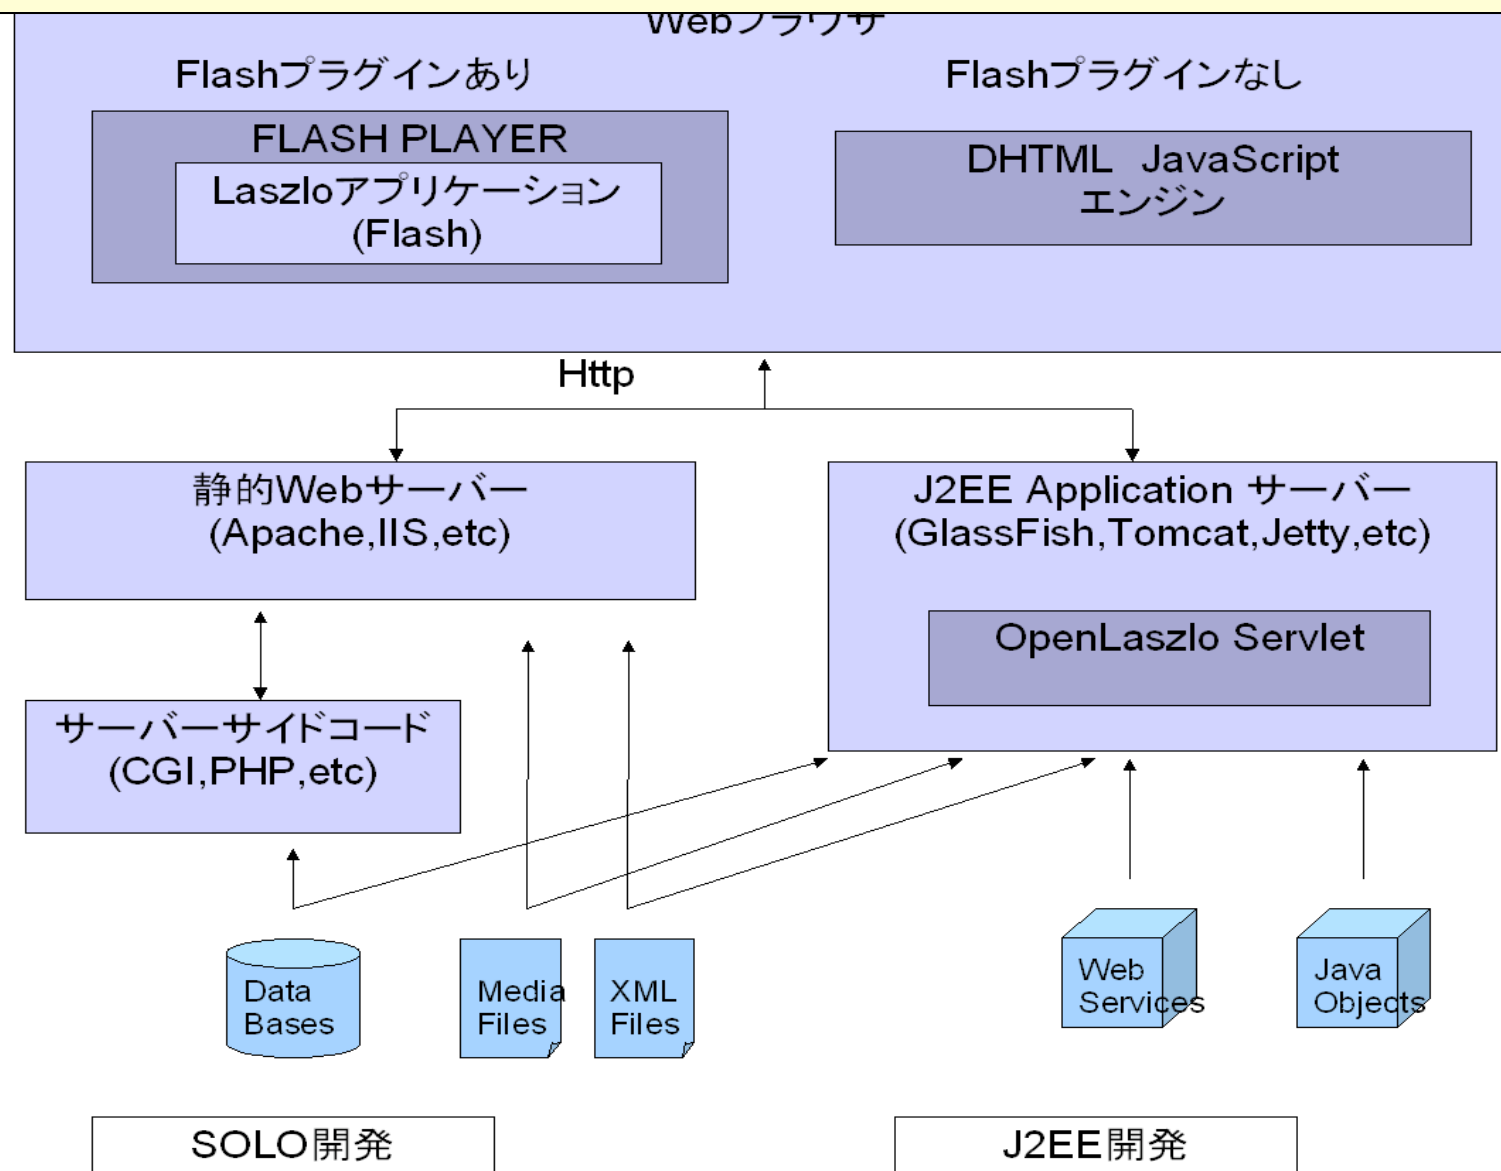 Webブラウザ
Flashプラグインあり
Flashプラグインなし
FLASH PLAYER
Laszloアプリケーション
(Flash)
DHTML JavaScript
エンジン
Http
静的Webサーバー
(Apache,IIS,etc)
J2EE Application サーバー
(GlassFish,Tomcat,Jetty,etc)
OpenLaszlo Servlet
サーバーサイドコード
(CGI,PHP,etc)
Data
Bases
Media
Files
XML
Files
Web
Services
Java
Objects
SOLO開発
J2EE開発